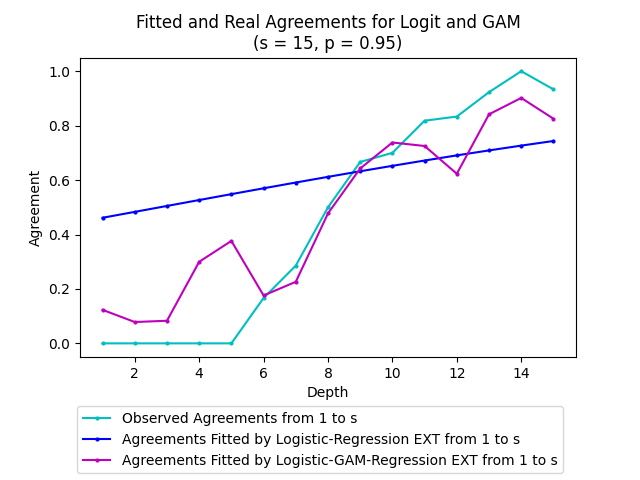 Fitted and Real Agreements for Logit and GAM
(s = 15, p = 0.95)
1.0
0.8
0.6
0.4
0.2
0.0
Agreement
2 4 6 8 10 12 14
Depth
Observed Agreements from 1 to s
Agreements Fitted by Logistic-Regression EXT from 1 to s
Agreements Fitted by Logistic-GAM-Regression EXT from 1 to s